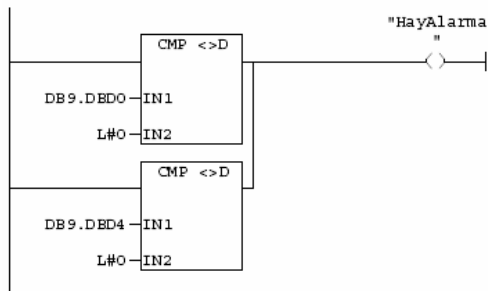 "HayAlarma
"
CMP <>D
DB9.DBD0 IN1
L#0 IN2
CMP <>D
DB9.DBD4 IN1
L#0 IN2